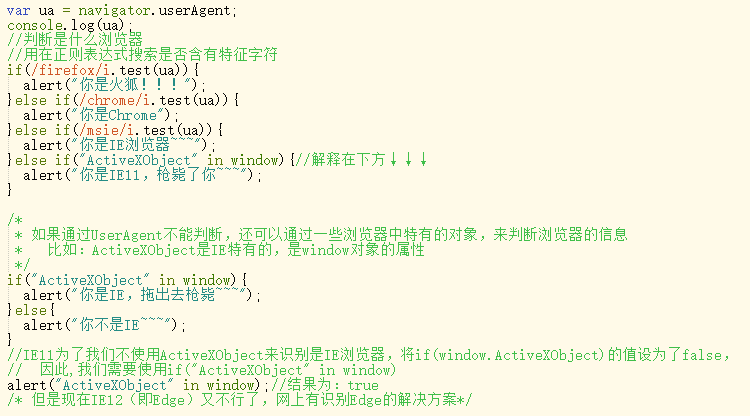 var ua = navigator.userAgent;
console.log(ua);
//判断是什么浏览器
//用在正则表达式搜索是否含有特征字符
if(/firefox/i.test(ua)){
  alert("你是火狐！！！");
}else if(/chrome/i.test(ua)){
  alert("你是Chrome");
}else if(/msie/i.test(ua)){
  alert("你是IE浏览器~~~");
}else if("ActiveXObject" in window){//解释在下方↓↓↓
  alert("你是IE11，枪毙了你~~~");
}
/*
 * 如果通过UserAgent不能判断，还可以通过一些浏览器中特有的对象，来判断浏览器的信息
 *   比如：ActiveXObject是IE特有的，是window对象的属性
 */
if("ActiveXObject" in window){
  alert("你是IE，拖出去枪毙~~~");
}else{
  alert("你不是IE~~~");
}
//IE11为了我们不使用ActiveXObject来识别是IE浏览器，将if(window.ActiveXObject)的值设为了false，
//  因此,我们需要使用if("ActiveXObject" in window)
alert("ActiveXObject" in window);//结果为：true
/* 但是现在IE12（即Edge）又不行了，网上有识别Edge的解决方案*/